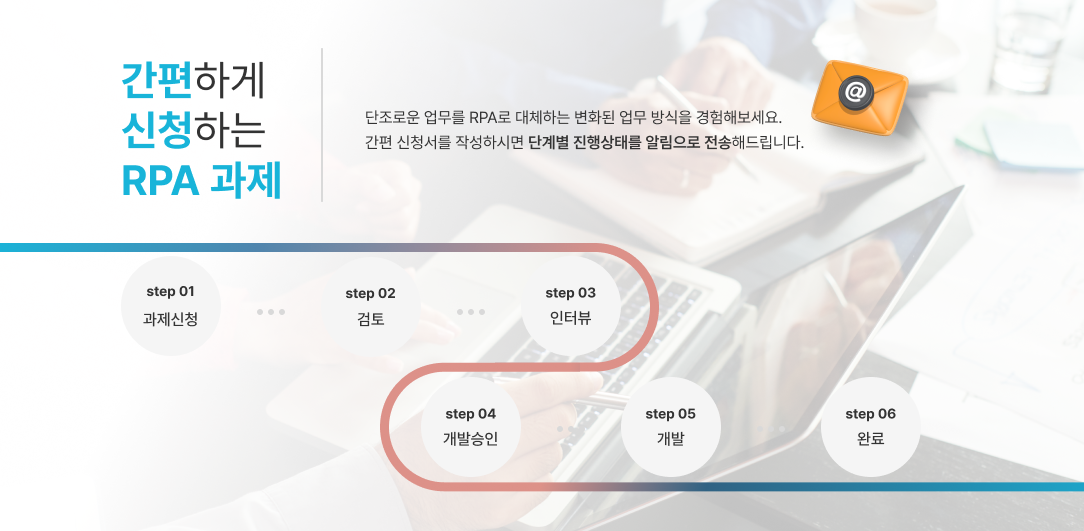 간편하게
신청하는
RPA 과제
단조로운 업무를 RPA로 대체하는 변화된 업무 방식을 경험해보세요.
간편 신청서를 작성하시면 단계별 진행상태를 알림으로 전송해드립니다.
@
step 01
과제신청
step 02
검토
step 03
인터뷰
step 04
개발승인
step 05
개발
step 06
완료